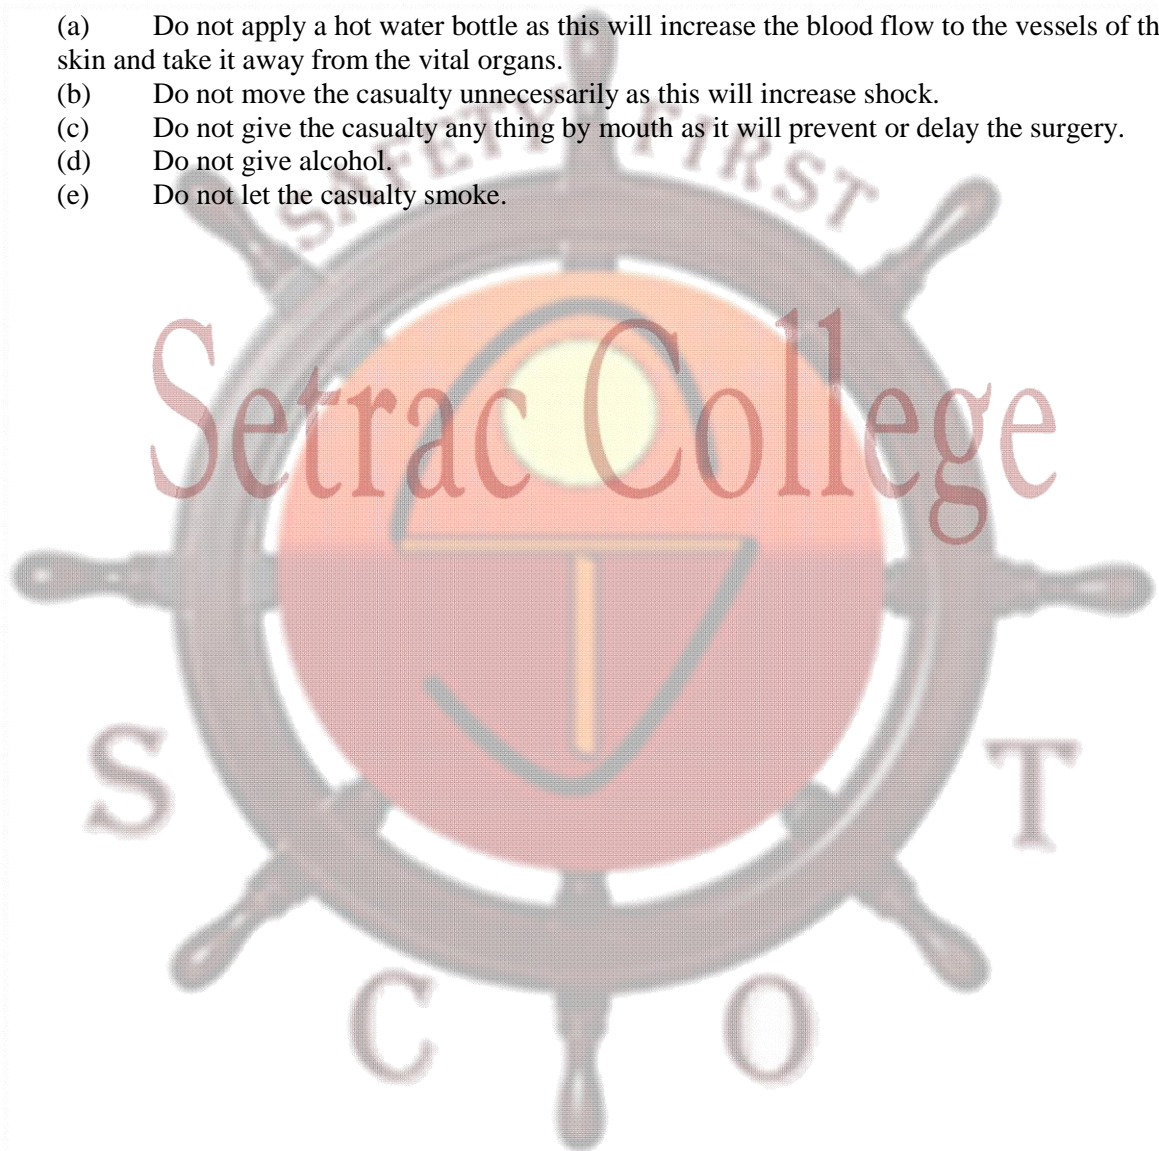 (a) Do not apply a hot water bottle as this will increase the blood flow to the vessels of th
skin and take it away from the vital organs.
(b) Do not move the casualty unnecessarily as this will increase shock.
(c) Do not give the casualty any thing by mouth as it will prevent or delay the surgery.
(d) Do not give alcohol.
(e) Do not let the casualty smoke.
SAFETY FIRST
Setrac College
S T
C O